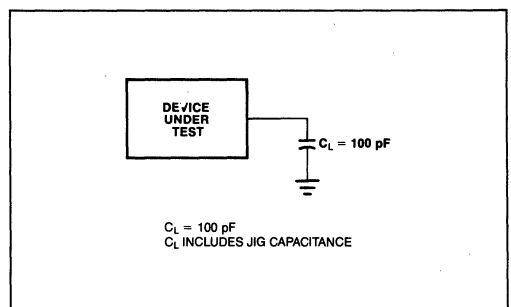 DEVICE
UNDER
TEST
C_L = 100 pF
C_L = 100 pF
C_L INCLUDES JIG CAPACITANCE